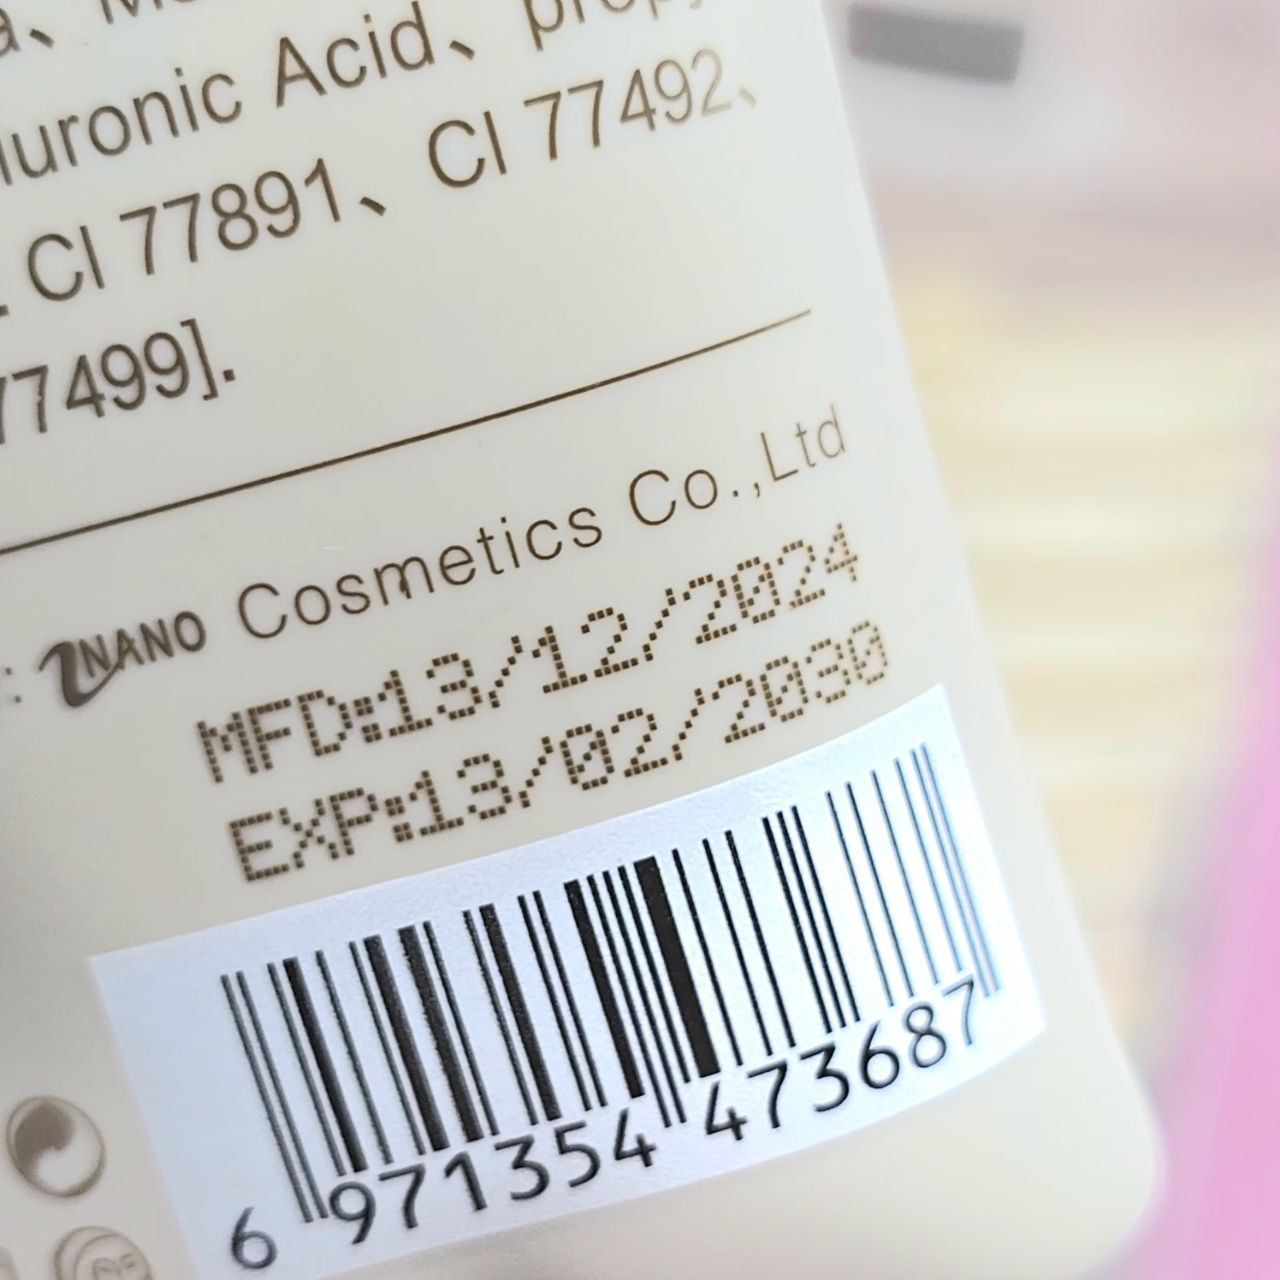 luronic Acid、
CI 77891、 CI 77492、
77499].
: NANO Cosmetics Co.,Ltd
MFD:13/12/2024
EXP:13/02/2030
6 971354 473687